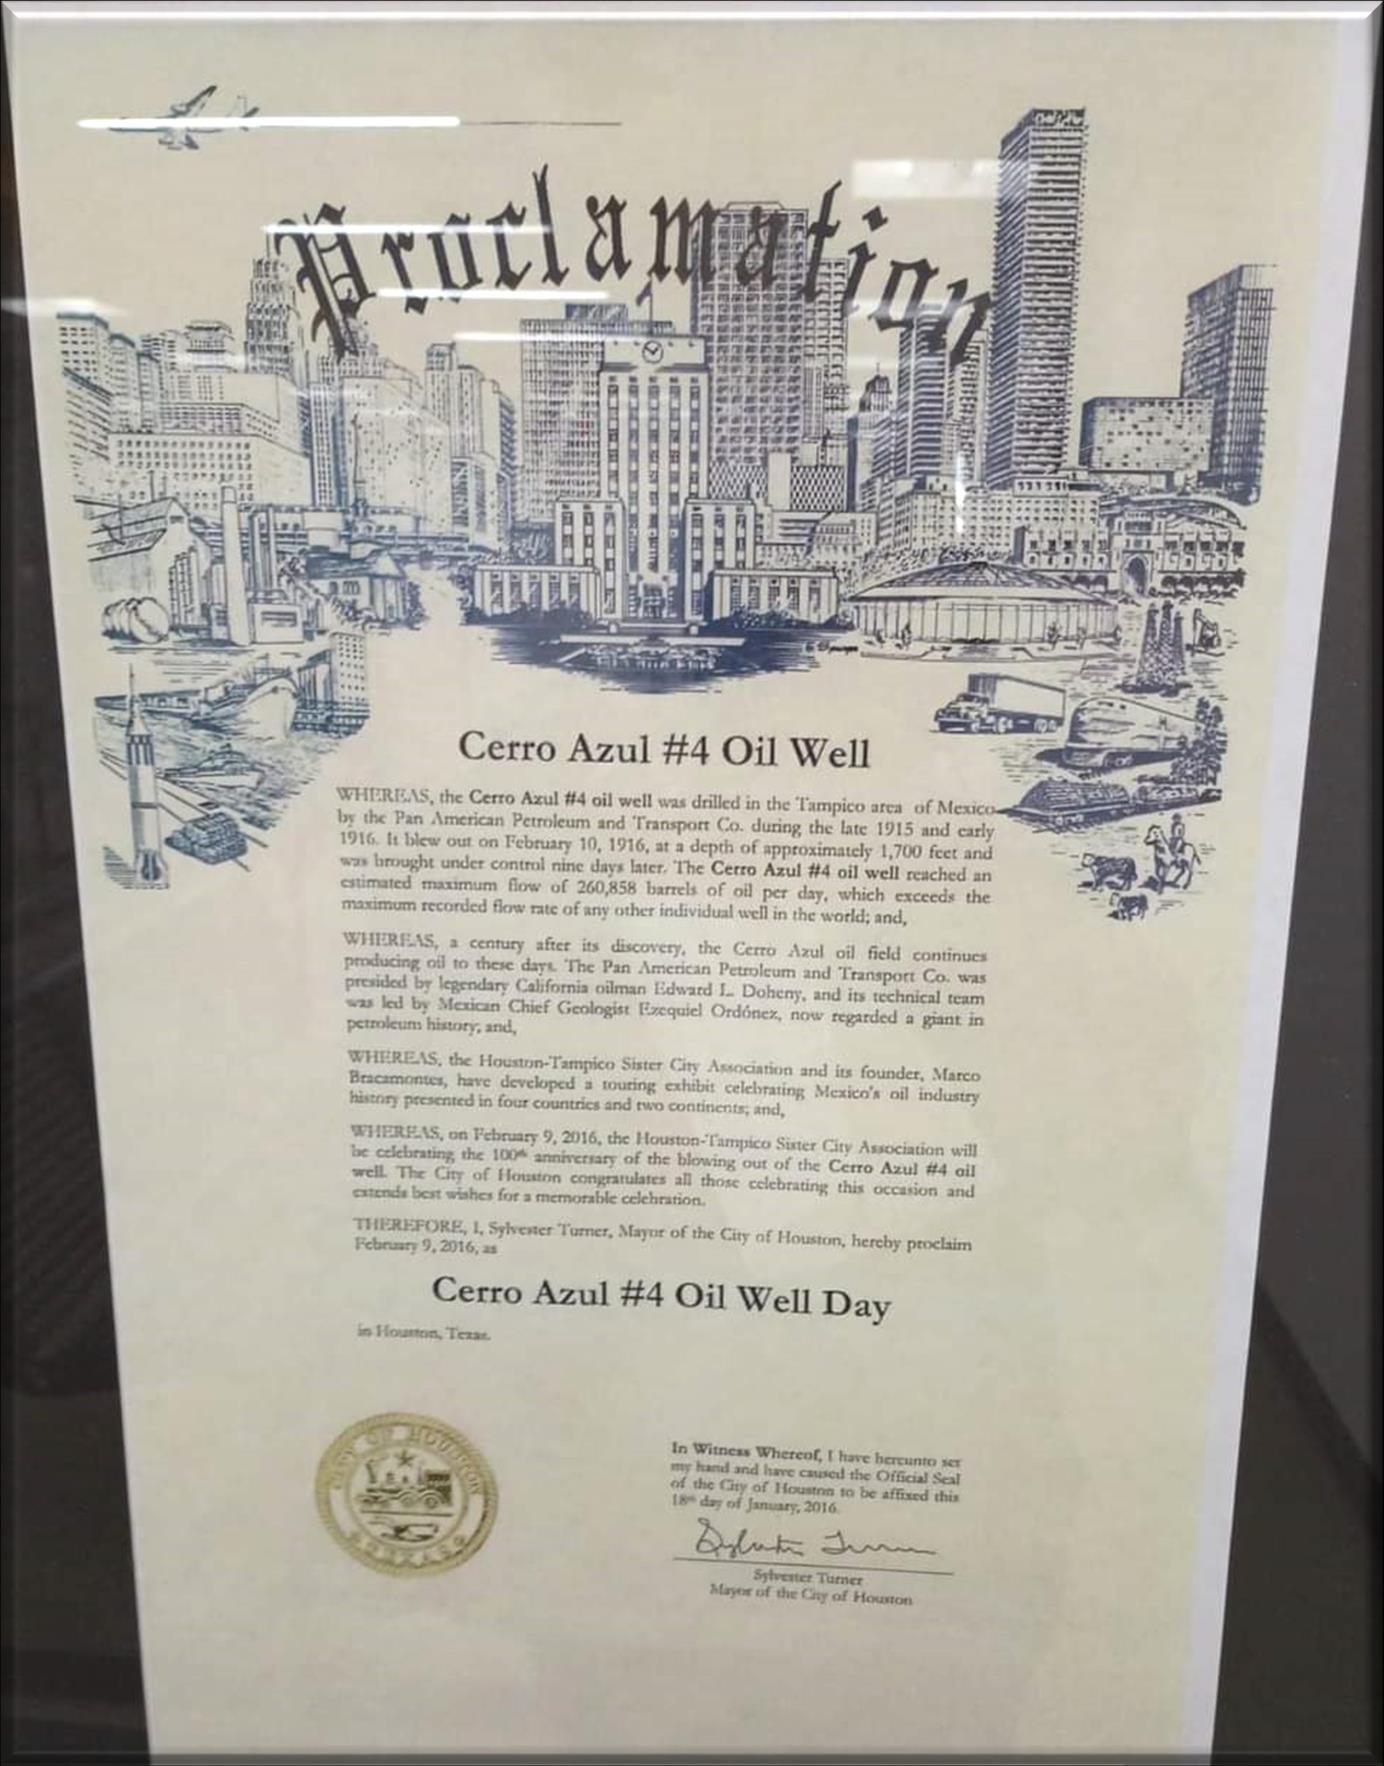 Proclamation
Cerro Azul #4 Oil Well
WHEREAS, the Cerro Azul #4 oil well was drilled in the Tampico area of Mexico
by the Pan American Petroleum and Transport Co. during the late 1915 and early
1916. It blew out on February 10, 1916, at a depth of approximately 1,700 feet and
was brought under control nine days later. The Cerro Azul #4 oil well reached an
estimated maximum flow of 260,858 barrels of oil per day, which exceeds the
maximum recorded flow rate of any other individual well in the world; and,
WHEREAS, a century after its discovery, the Cerro Azul oil field continues
producing oil to these days. The Pan American Petroleum and Transport Co. was
presided by legendary California oilman Edward L. Doheny, and its technical team
was led by Mexican Chief Geologist Ezequiel Ordónez, now regarded a giant in
petroleum history; and,
WHEREAS, the Houston-Tampico Sister City Association and its founder, Marco
Bracamontes, have developed a touring exhibit celebrating Mexico's oil industry
history presented in four countries and two continents; and,
WHEREAS, on February 9, 2016, the Houston-Tampico Sister City Association will
be celebrating the 100th anniversary of the blowing out of the Cerro Azul #4 oil
well. The City of Houston congratulates all those celebrating this occasion and
extends best wishes for a memorable celebration.
THEREFORE, I, Sylvester Turner, Mayor of the City of Houston, hereby proclaim
February 9, 2016, as
Cerro Azul #4 Oil Well Day
in Houston, Texas.
CITY OF HOUSTON
TEXAS
In Witness Whereof, I have hereunto set
my hand and have caused the Official Seal
of the City of Houston to be affixed this
18th day of January, 2016.
Sylvester Turner
Sylvester Turner
Mayor of the City of Houston